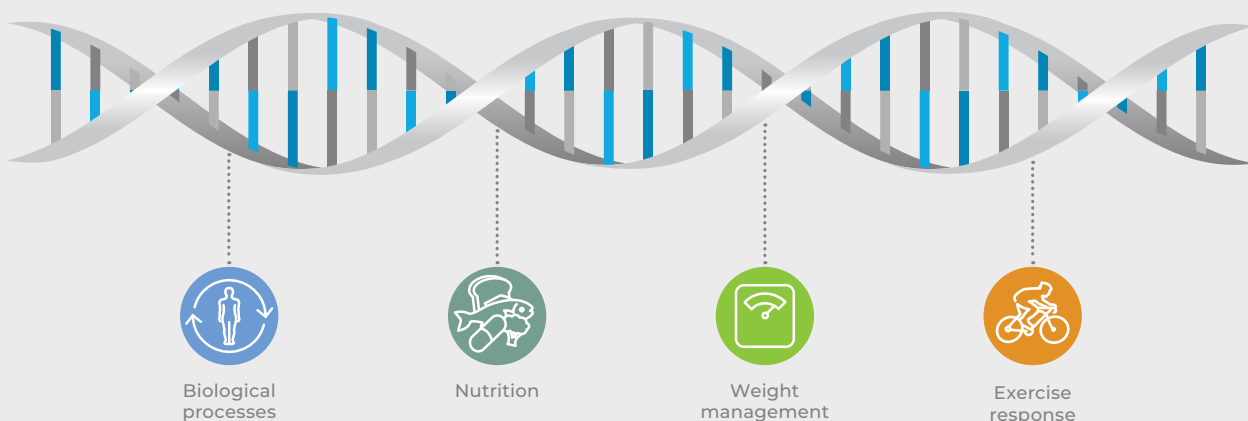 Biological
processes
Nutrition
Weight
management
Exercise
response